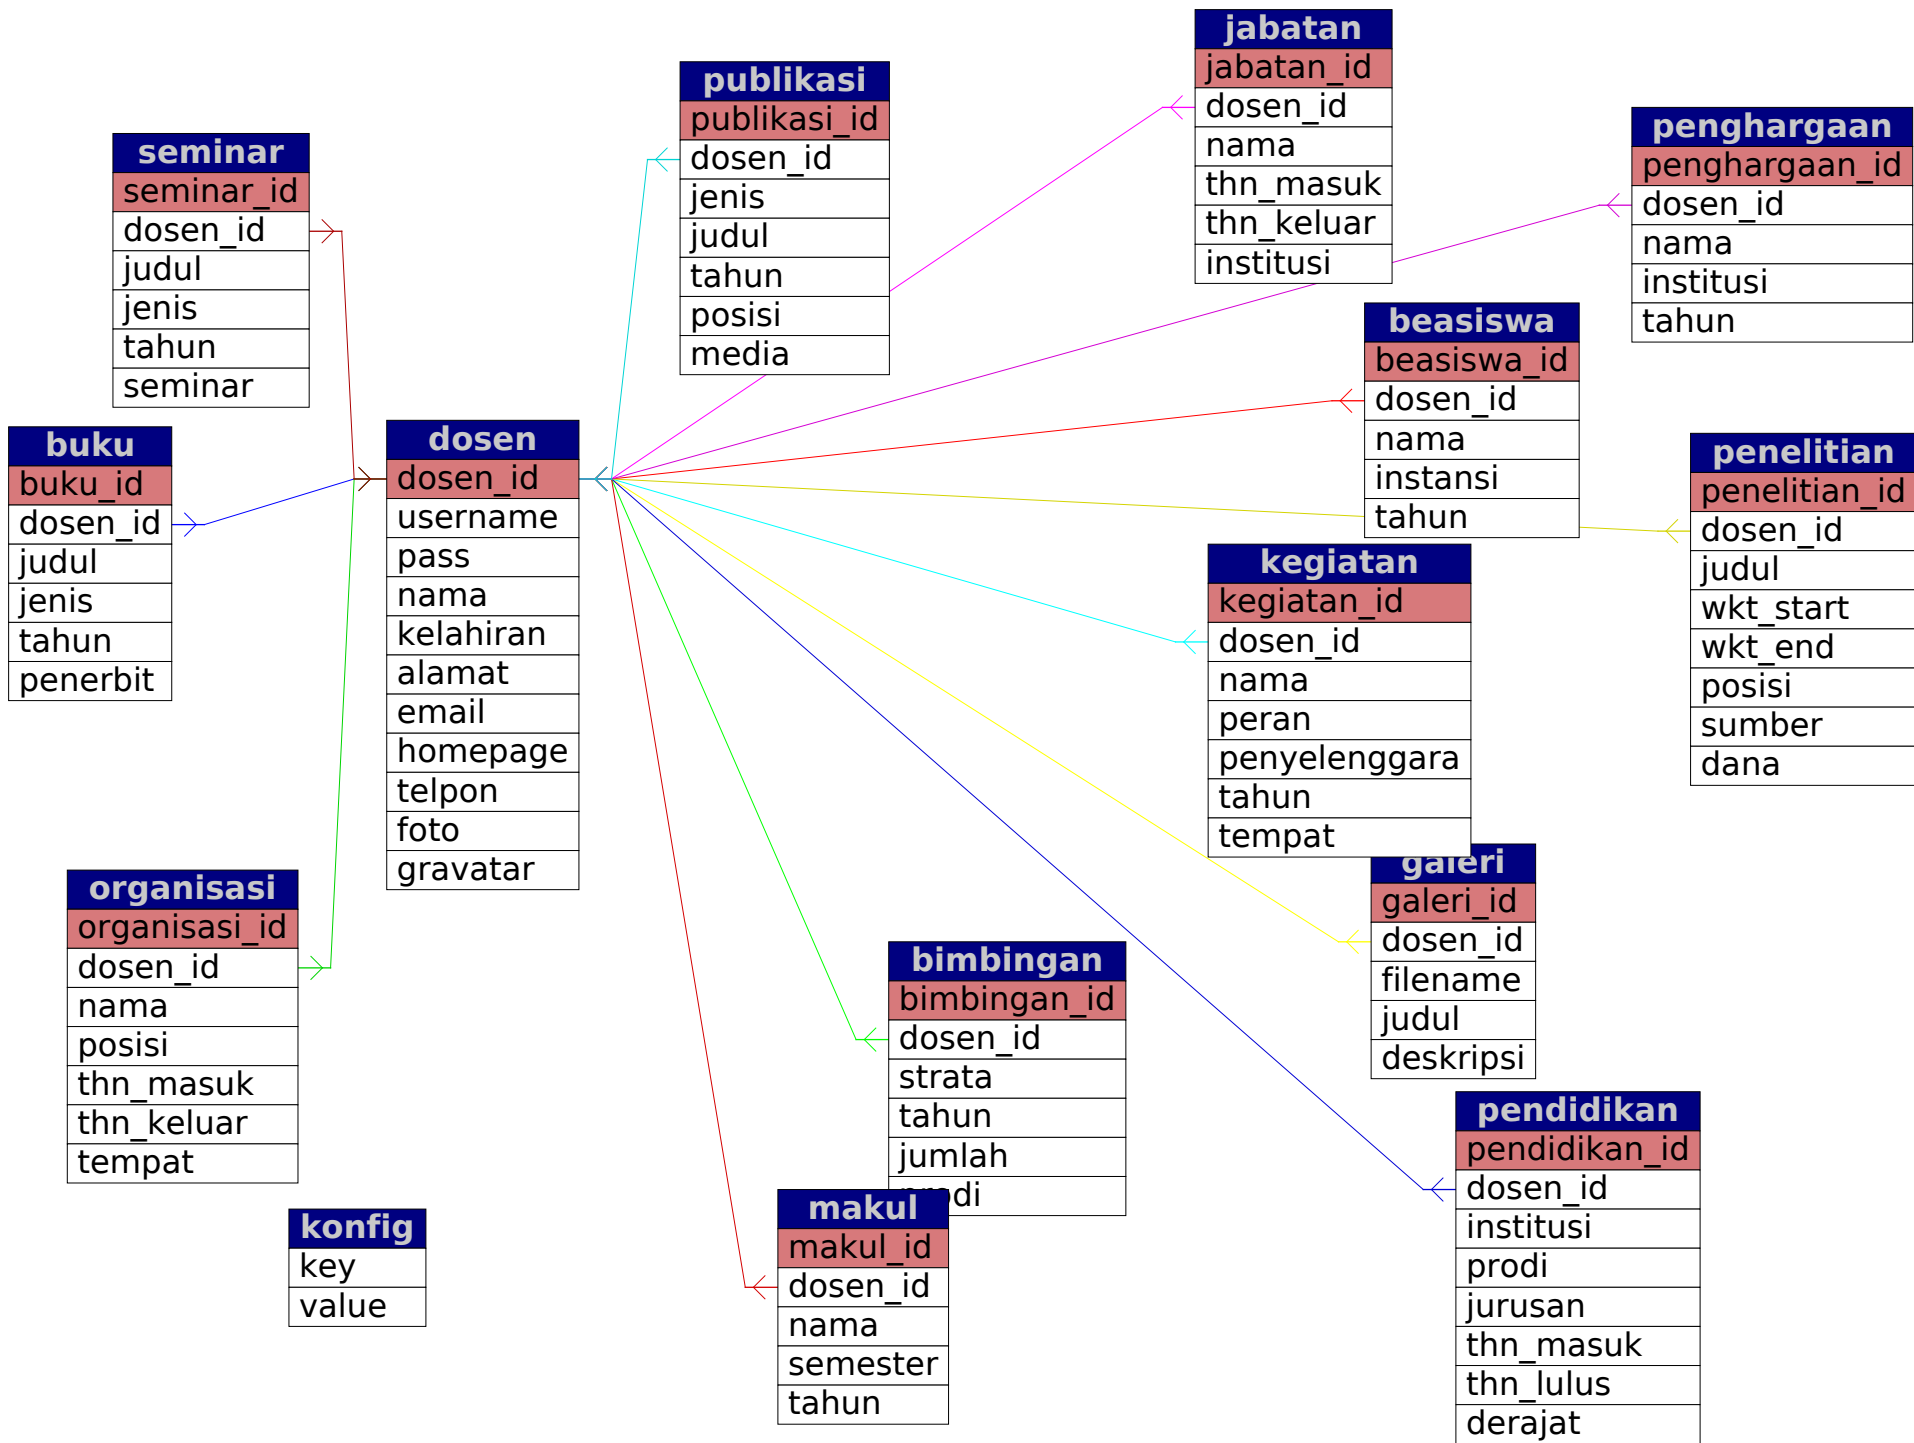 jabatan
jabatan_id
dosen_id
nama
thn_masuk
thn_keluar
institusi
publikasi
publikasi_id
dosen_id
jenis
judul
tahun
posisi
media
penghargaan
penghargaan_id
dosen_id
nama
institusi
tahun
seminar
seminar_id
dosen_id
judul
jenis
tahun
seminar
beasiswa
beasiswa_id
dosen_id
nama
instansi
tahun
buku
buku_id
dosen_id
judul
jenis
tahun
penerbit
dosen
dosen_id
username
pass
nama
kelahiran
alamat
email
homepage
telpon
foto
gravatar
penelitian
penelitian_id
dosen_id
judul
wkt_start
wkt_end
posisi
sumber
dana
kegiatan
kegiatan_id
dosen_id
nama
peran
penyelenggara
tahun
tempat
galeri
galeri_id
dosen_id
filename
judul
deskripsi
organisasi
organisasi_id
dosen_id
nama
posisi
thn_masuk
thn_keluar
tempat
bimbingan
bimbingan_id
dosen_id
strata
tahun
jumlah
prodi
pendidikan
pendidikan_id
dosen_id
institusi
prodi
jurusan
thn_masuk
thn_lulus
derajat
makul
makul_id
dosen_id
nama
semester
tahun
konfig
key
value